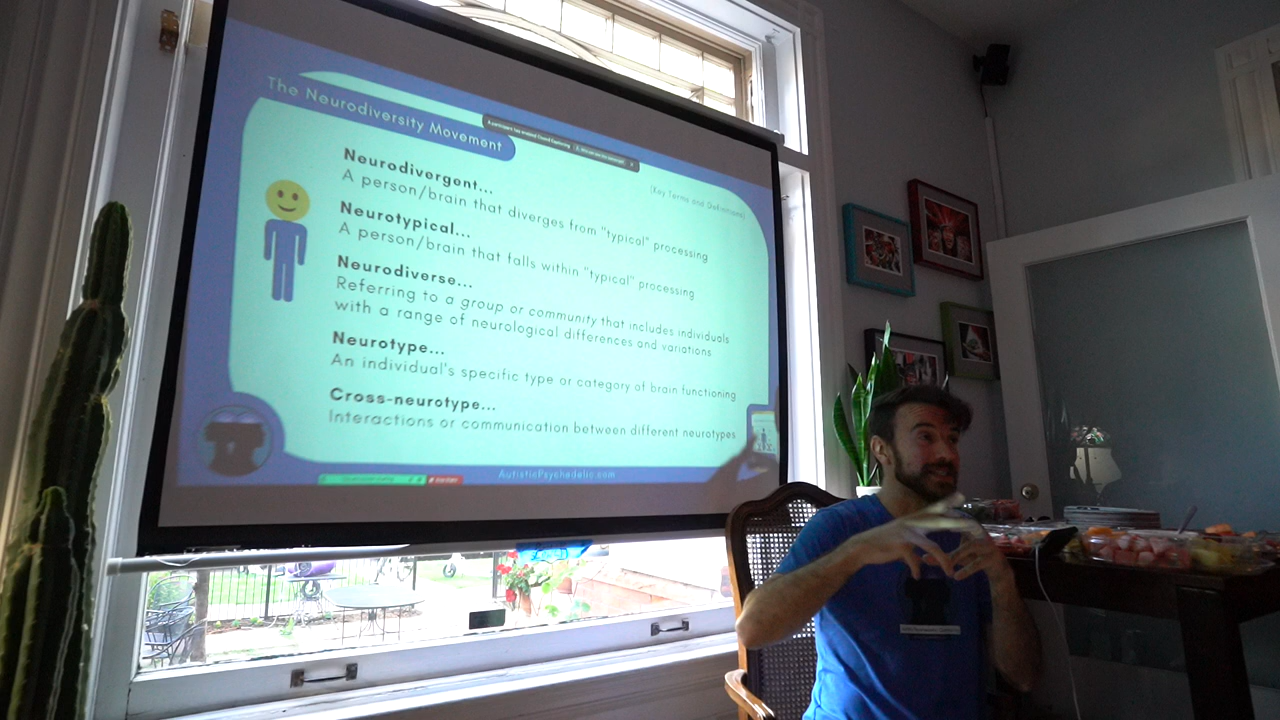 The Neurodiversity Movement
(Key Terms and Definitions)
Neurodivergent...
A person/brain that diverges from "typical" processing
Neurotypical...
A person/brain that falls within "typical" processing
Neurodiverse...
Referring to a group or community that includes individuals
with a range of neurological differences and variations
Neurotype...
An individual's specific type or category of brain functioning
Cross-neurotype...
Interactions or communication between different neurotypes
AutisticPsychedelic.com